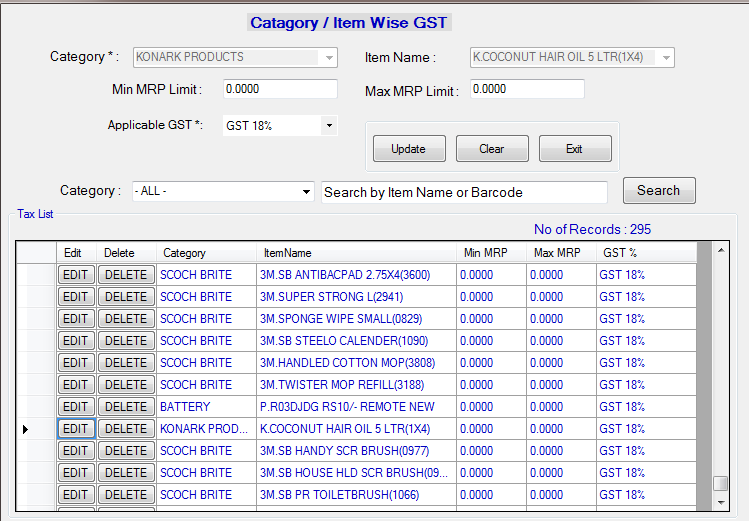 Catagory / Item Wise GST
Category * : KONARK PRODUCTS Item Name : K.COCONUT HAIR OIL 5 LTR(1X4)
Min MRP Limit : 0.0000 Max MRP Limit : 0.0000
Applicable GST *: GST 18%
Update Clear Exit
Category : - ALL - Search by Item Name or Barcode Search
Tax List
No of Records : 295
Edit Delete Category ItemName Min MRP Max MRP GST %
EDIT DELETE SCOCH BRITE 3M.SB ANTIBACPAD 2.75X4(3600) 0.0000 0.0000 GST 18%
EDIT DELETE SCOCH BRITE 3M.SUPER STRONG L(2941) 0.0000 0.0000 GST 18%
EDIT DELETE SCOCH BRITE 3M.SPONGE WIPE SMALL(0829) 0.0000 0.0000 GST 18%
EDIT DELETE SCOCH BRITE 3M.SB STEELO CALENDER(1090) 0.0000 0.0000 GST 18%
EDIT DELETE SCOCH BRITE 3M.HANDLED COTTON MOP(3808) 0.0000 0.0000 GST 18%
EDIT DELETE SCOCH BRITE 3M.TWISTER MOP REFILL(3188) 0.0000 0.0000 GST 18%
EDIT DELETE BATTERY P.R03DJDG RS10/- REMOTE NEW 0.0000 0.0000 GST 18%
EDIT DELETE KONARK PROD... K.COCONUT HAIR OIL 5 LTR(1X4) 0.0000 0.0000 GST 18%
EDIT DELETE SCOCH BRITE 3M.SB HANDY SCR BRUSH(0977) 0.0000 0.0000 GST 18%
EDIT DELETE SCOCH BRITE 3M.SB HOUSE HLD SCR BRUSH(09... 0.0000 0.0000 GST 18%
EDIT DELETE SCOCH BRITE 3M.SB PR TOILETBRUSH(1066) 0.0000 0.0000 GST 18%